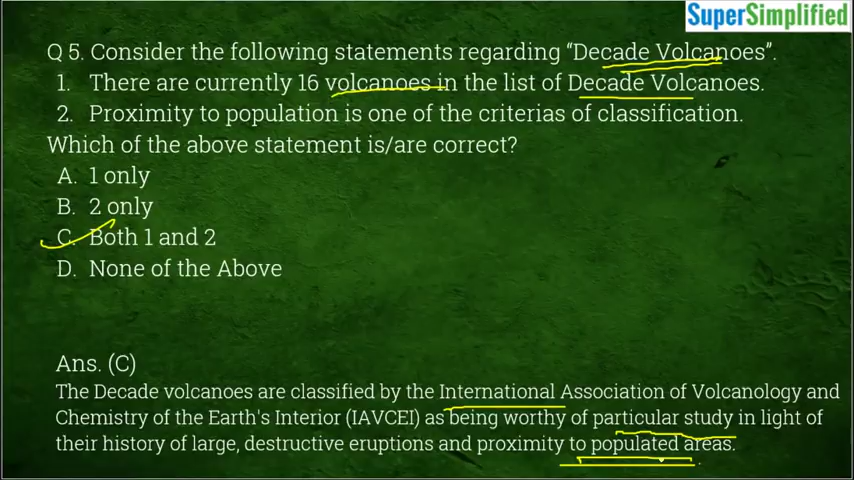 SuperSimplified
Q 5. Consider the following statements regarding “Decade Volcanoes”.
1. There are currently 16 volcanoes in the list of Decade Volcanoes.
2. Proximity to population is one of the criterias of classification.
Which of the above statement is/are correct?
A. 1 only
B. 2 only
C. Both 1 and 2
D. None of the Above
Ans. (C)
The Decade volcanoes are classified by the International Association of Volcanology and
Chemistry of the Earth's Interior (IAVCEI) as being worthy of particular study in light of
their history of large, destructive eruptions and proximity to populated areas.